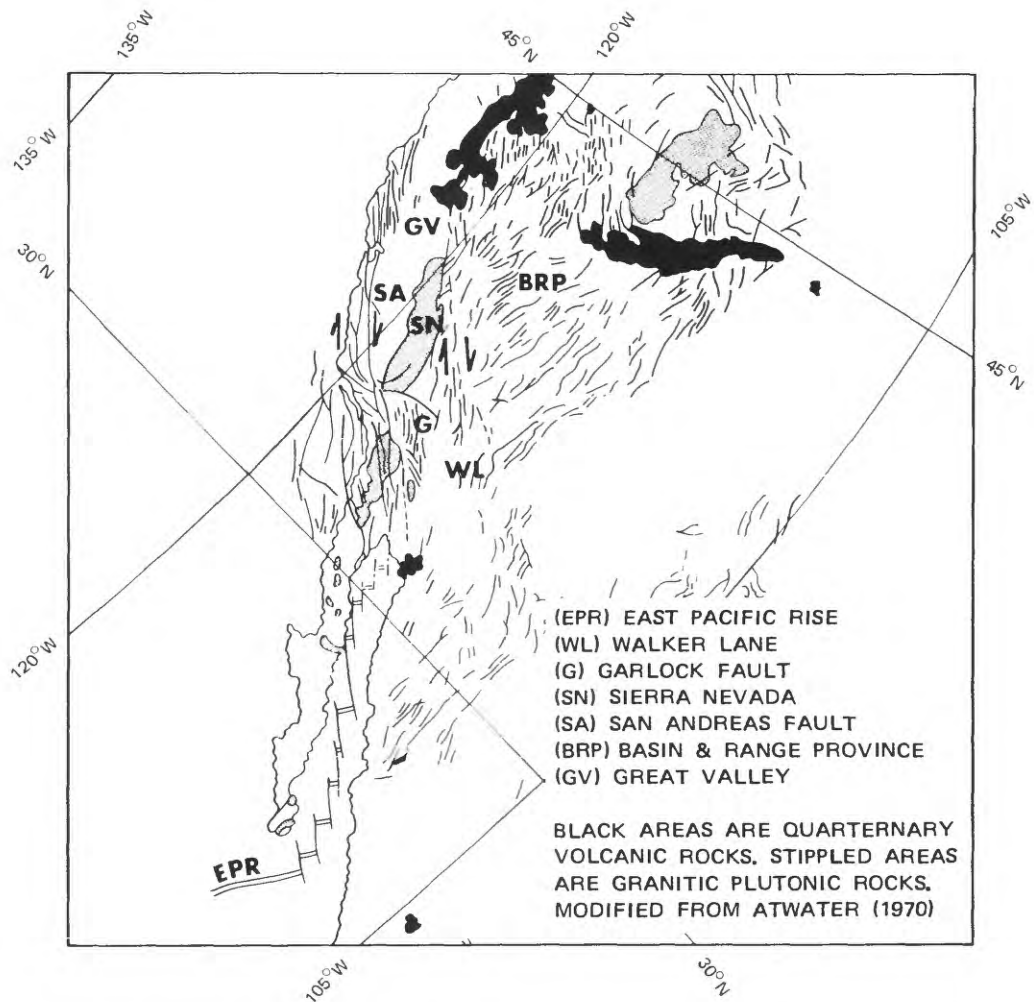 135°W
45°N
120°W
135°W
30°N
105°W
45°N
120°W
105°W
30°N
GV
SA
SN
BRP
G
WL
EPR
(EPR) EAST PACIFIC RISE
(WL) WALKER LANE
(G) GARLOCK FAULT
(SN) SIERRA NEVADA
(SA) SAN ANDREAS FAULT
(BRP) BASIN & RANGE PROVINCE
(GV) GREAT VALLEY
BLACK AREAS ARE QUARTERNARY
VOLCANIC ROCKS. STIPPLED AREAS
ARE GRANITIC PLUTONIC ROCKS.
MODIFIED FROM ATWATER (1970)